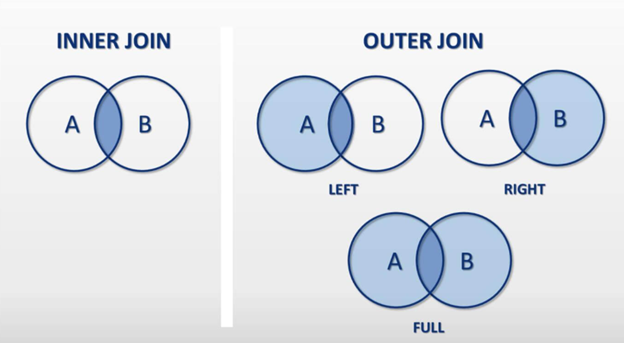 INNER JOIN
A B
OUTER JOIN
A B
LEFT
A B
RIGHT
A B
FULL